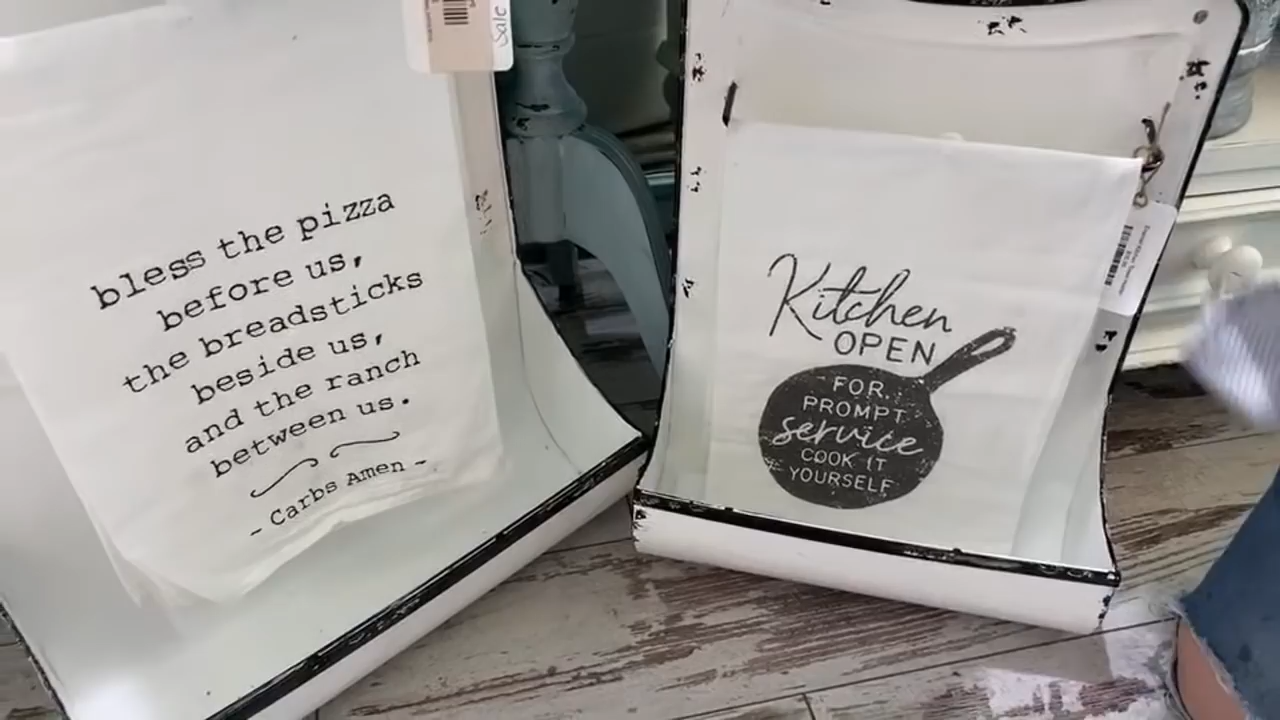 Sale
bless the pizza
before us,
the breadsticks
beside us,
and the ranch
between us.
~ Carbs Amen ~
Kitchen
OPEN
FOR
PROMPT
service
COOK IT
YOURSELF